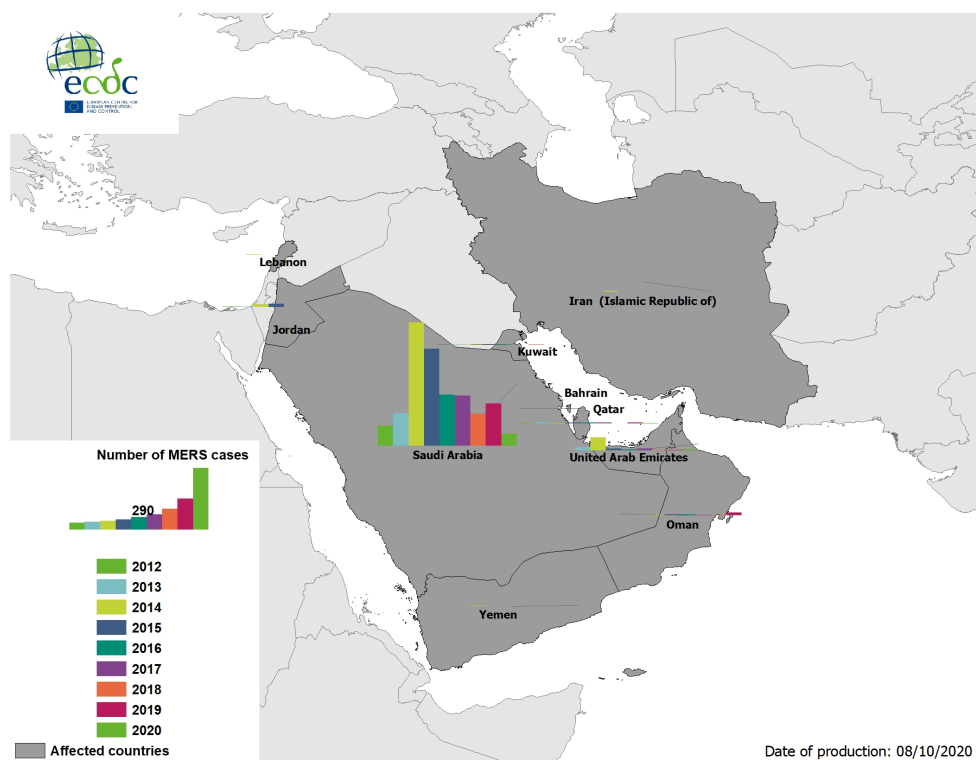 ecdc
EUROPEAN CENTRE FOR
DISEASE PREVENTION
AND CONTROL
Lebanon
Iran (Islamic Republic of)
Jordan
Kuwait
Bahrain
Qatar
Saudi Arabia
United Arab Emirates
Oman
Yemen
Number of MERS cases
290
2012
2013
2014
2015
2016
2017
2018
2019
2020
Affected countries
Date of production: 08/10/2020